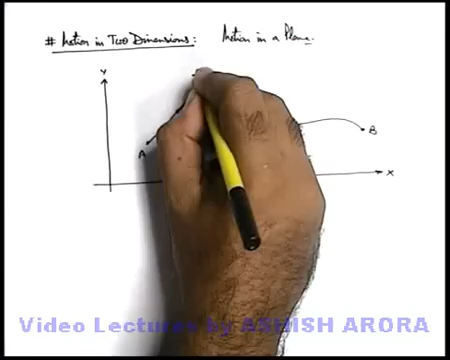 # Motion in Two Dimensions: Motion in a Plane.
Y
A
B
X
Video Lectures by ASHISH ARORA